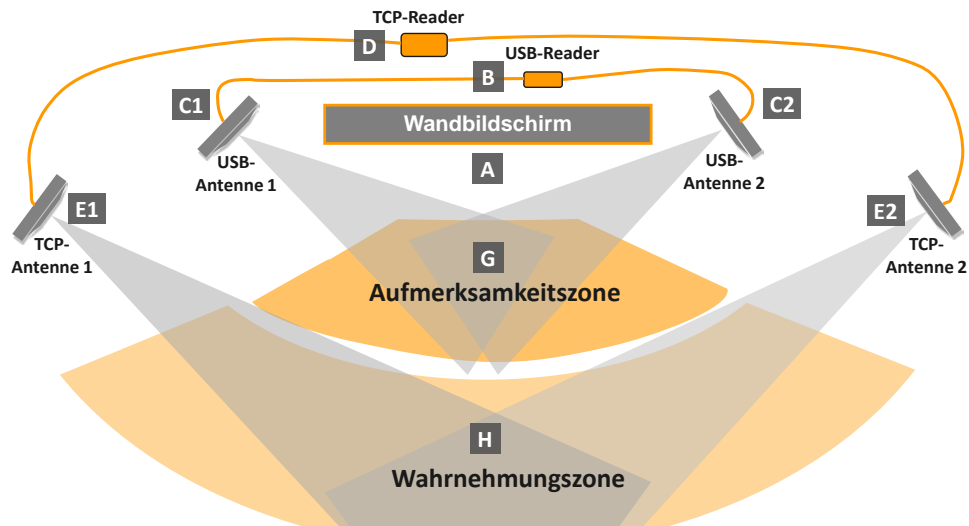 TCP-Reader
D
USB-Reader
B
C1
C2
Wandbildschirm
USB-
Antenne 1
A
USB-
Antenne 2
E1
E2
TCP-
Antenne 1
TCP-
Antenne 2
G
Aufmerksamkeitszone
H
Wahrnehmungszone